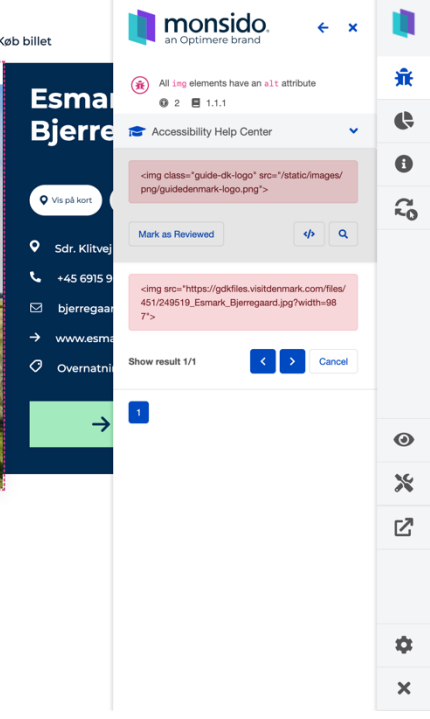 Køb billet
Esmar
Bjerre
Vis på kort
Sdr. Klitvej
+45 6915 9
bjerregaar
www.esma
Overnatnin
monsido.
an Optimere brand
All img elements have an alt attribute
2 1.1.1
Accessibility Help Center
<img class="guide-dk-logo" src="/static/images/
png/guidedenmark-logo.png">
Mark as Reviewed
</>
<img src="https://gdkfiles.visitdenmark.com/files/
451/249519_Esmark_Bjerregaard.jpg?width=98
7">
Show result 1/1
Cancel
1